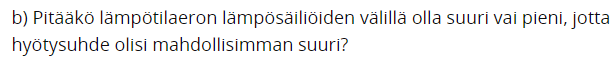 b) Pitääkö lämpötilaeron lämpösäiliöiden välillä olla suuri vai pieni, jotta
hyötysuhde olisi mahdollisimman suuri?